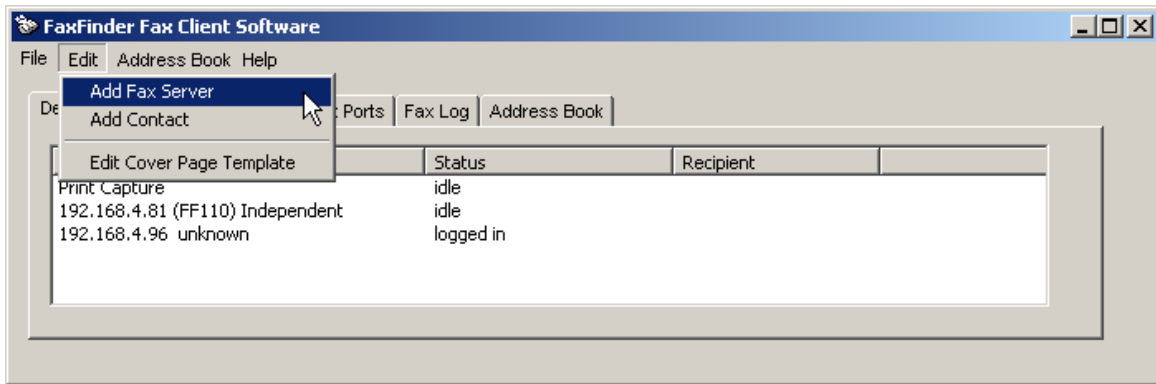 FaxFinder Fax Client Software
File Edit Address Book Help
Add Fax Server
Add Contact
Edit Cover Page Template
Ports Fax Log Address Book
Status Recipient
Print Capture idle
192.168.4.81 (FF110) Independent idle
192.168.4.96 unknown logged in